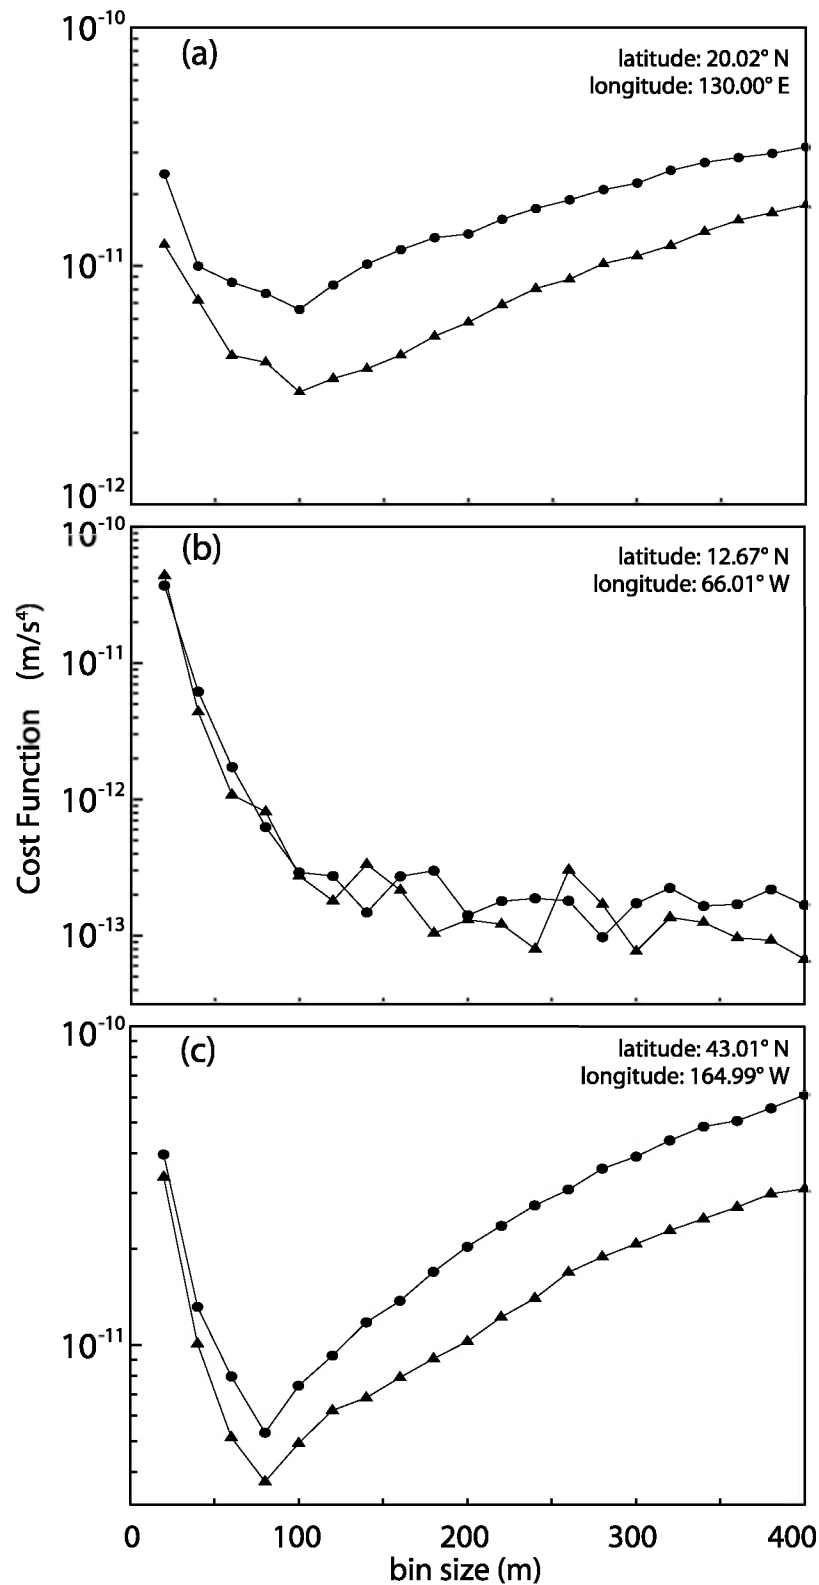 10⁻¹⁰
(a)
latitude: 20.02° N
longitude: 130.00° E
10⁻¹¹
10⁻¹²
10⁻¹⁰
(b)
latitude: 12.67° N
longitude: 66.01° W
10⁻¹¹
10⁻¹²
10⁻¹³
Cost Function (m/s⁴)
10⁻¹⁰
(c)
latitude: 43.01° N
longitude: 164.99° W
10⁻¹¹
0 100 200 300 400
bin size (m)